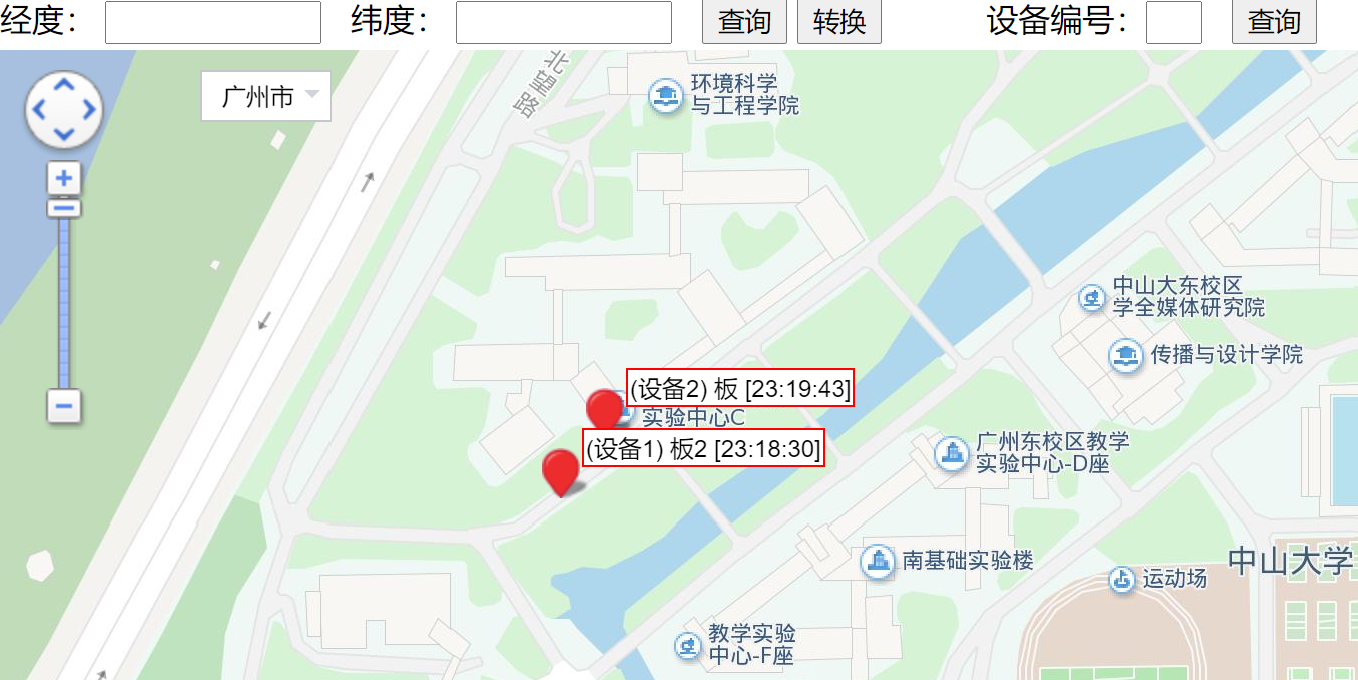 经度： 纬度： 查询 转换 设备编号： 查询
广州市
北望路
环境科学
与工程学院
中山大东校区
学全媒体研究院
传播与设计学院
(设备2) 板 [23:19:43]
实验中心C
(设备1) 板2 [23:18:30]
广州东校区教学
实验中心-D座
南基础实验楼
中山大学
运动场
教学实验
中心-F座